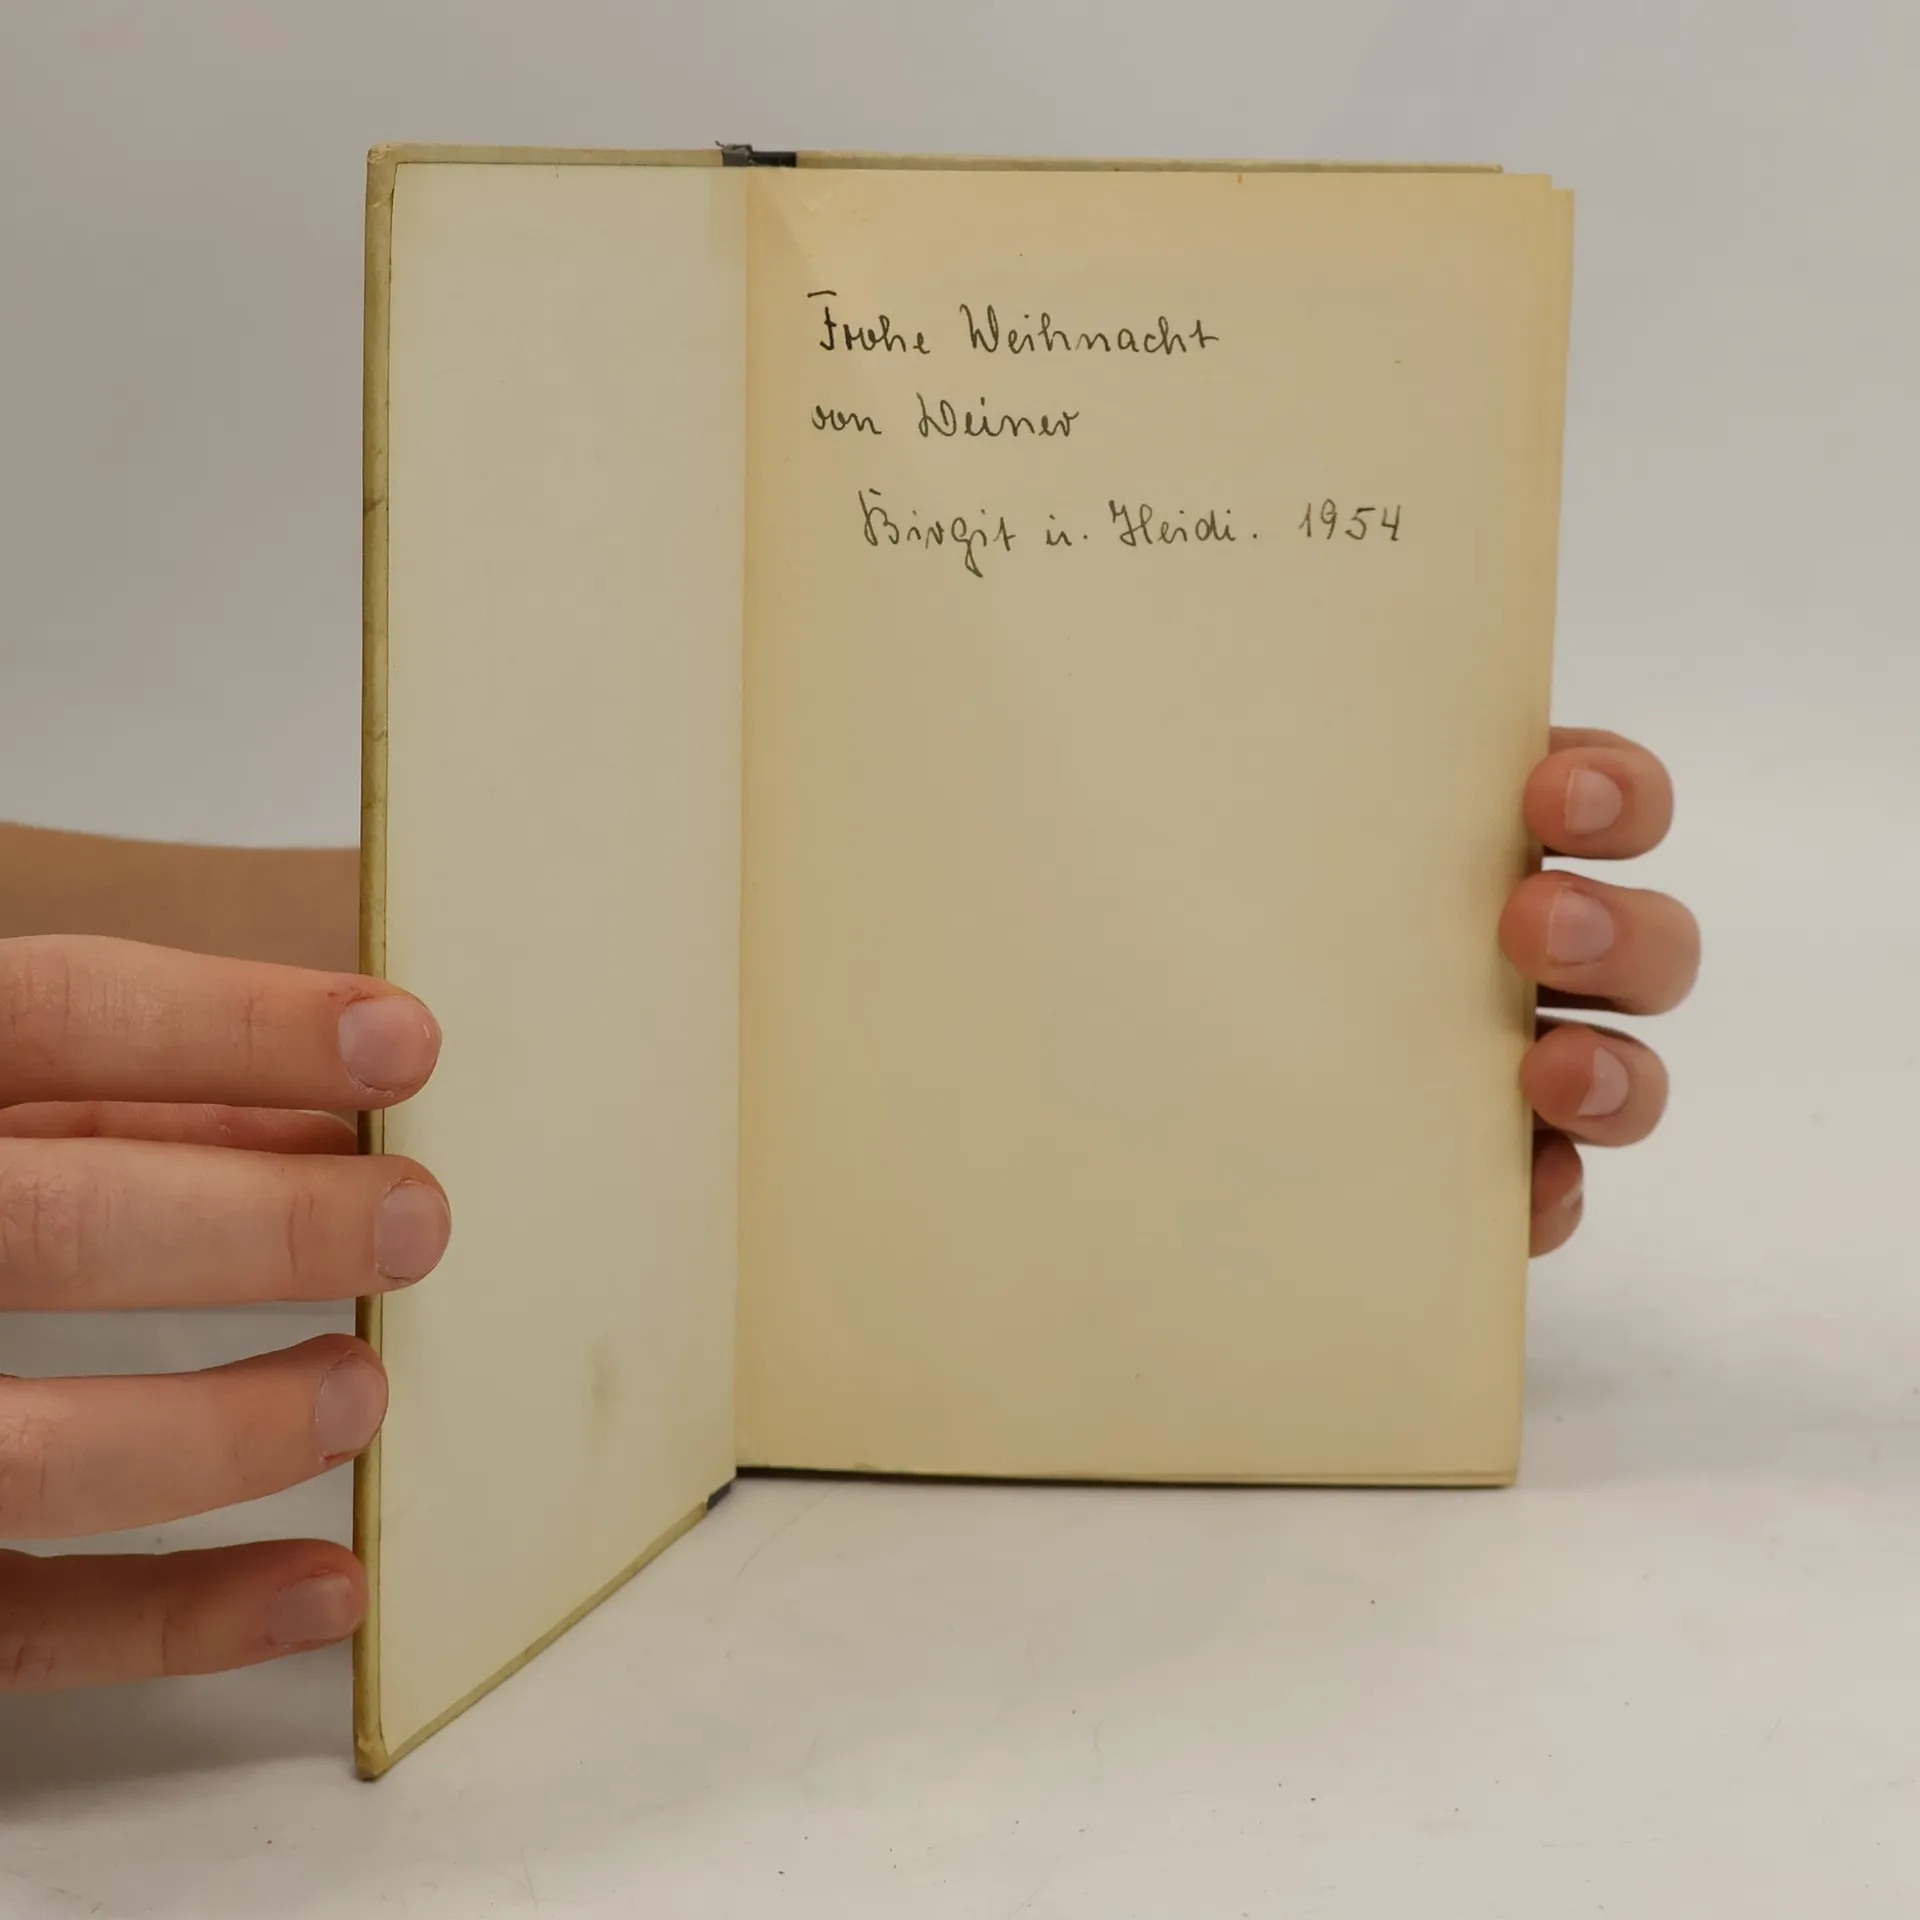 Frohe Weihnacht
von Deiner
Birgit u. Heidi. 1954